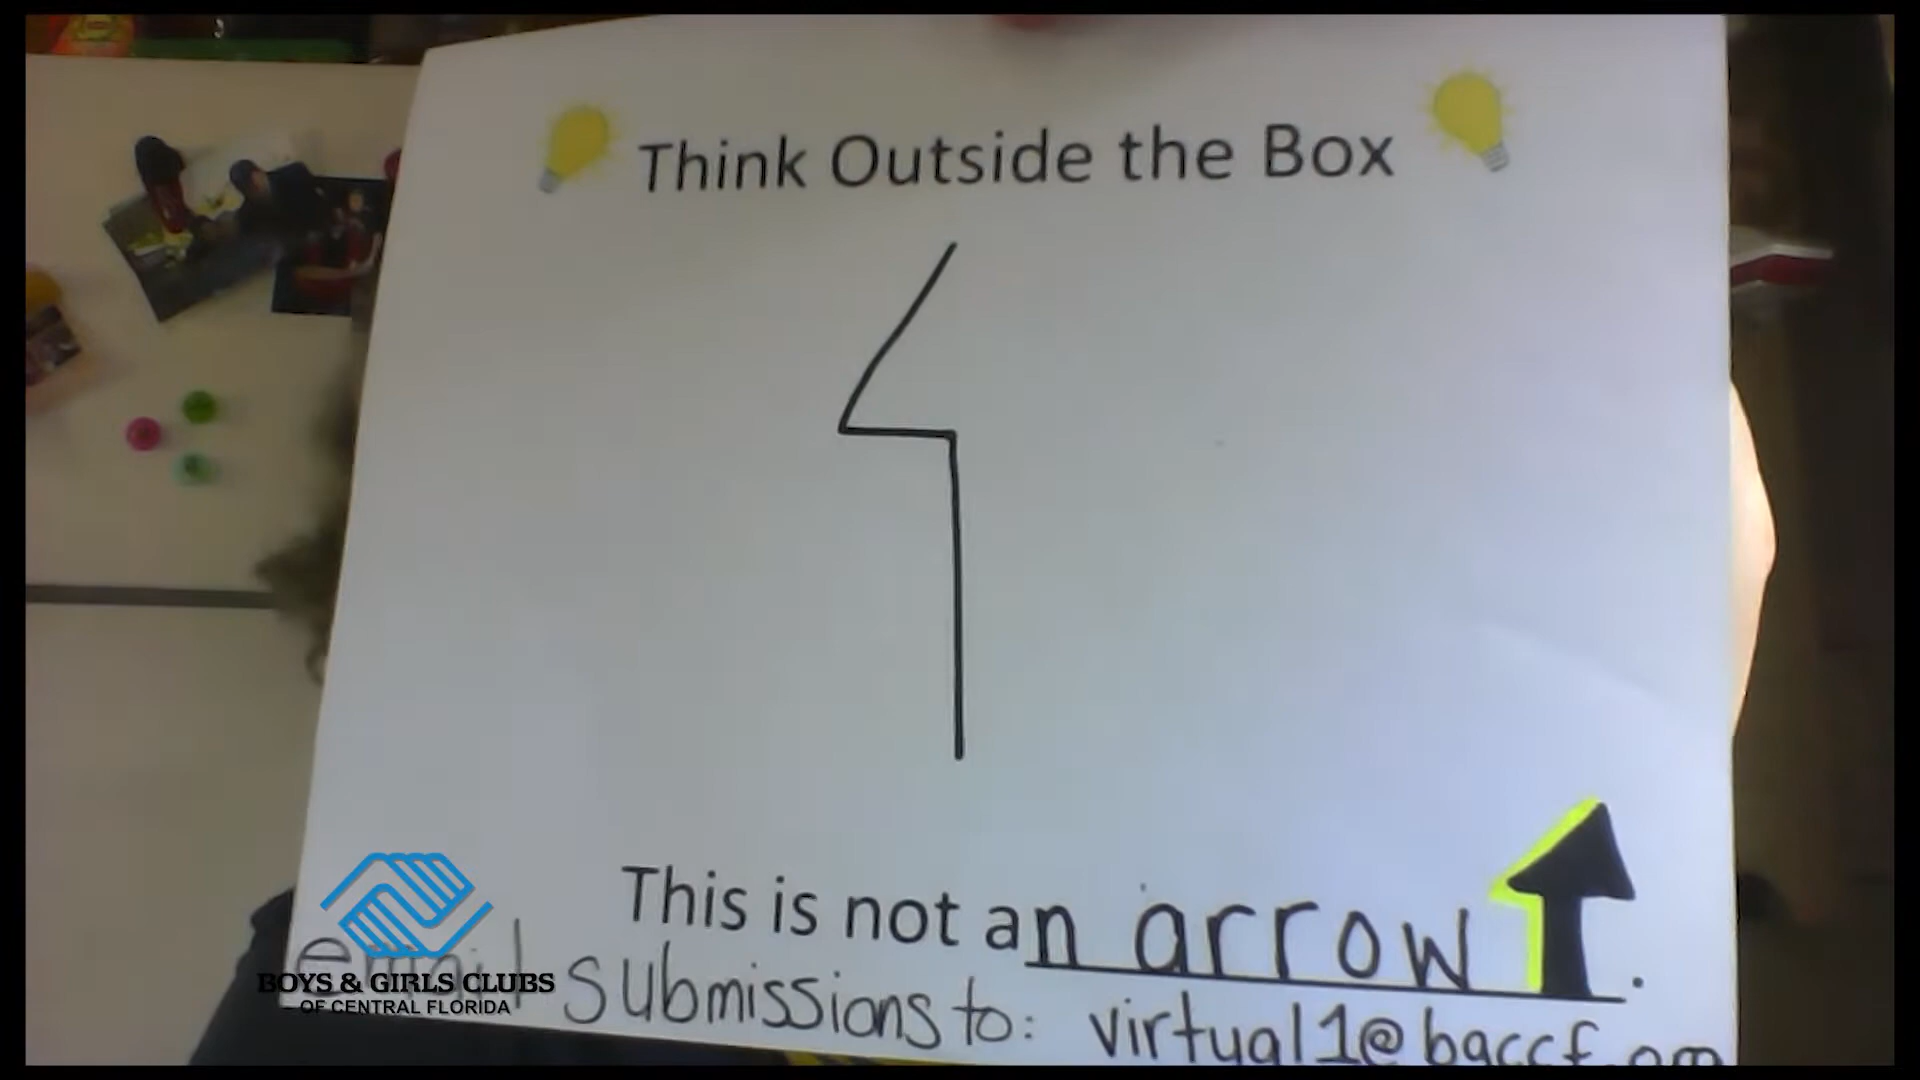 Think Outside the Box
This is not an arrow.
email submissions to: virtual1@bgccf.
BOYS & GIRLS CLUBS
OF CENTRAL FLORIDA